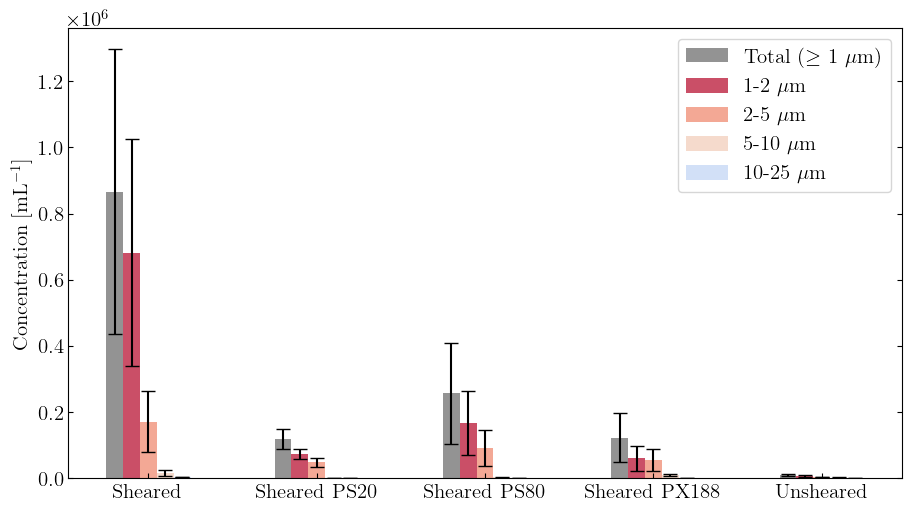 ×10⁶
1.2
1.0
0.8
0.6
0.4
0.2
0.0
Concentration [mL⁻¹]
Total (≥ 1 μm)
1-2 μm
2-5 μm
5-10 μm
10-25 μm
Sheared
Sheared PS20
Sheared PS80
Sheared PX188
Unsheared